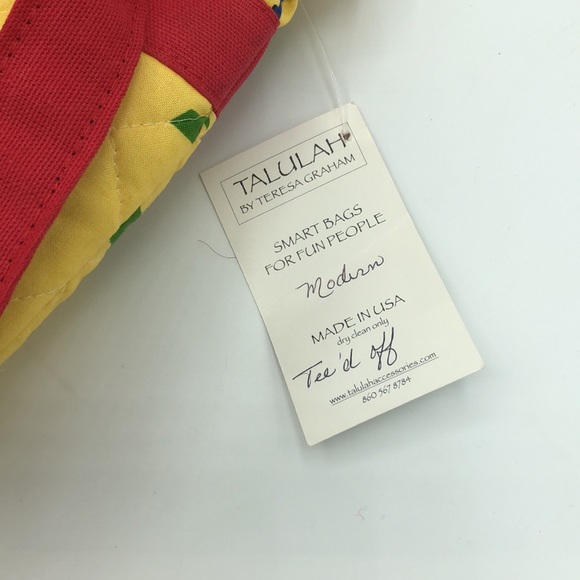 TALULAH
BY TERESA GRAHAM
SMART BAGS
FOR FUN PEOPLE
Modern
MADE IN USA
dry clean only
Tee'd off
www.talulahaccessories.com
860 567 8784